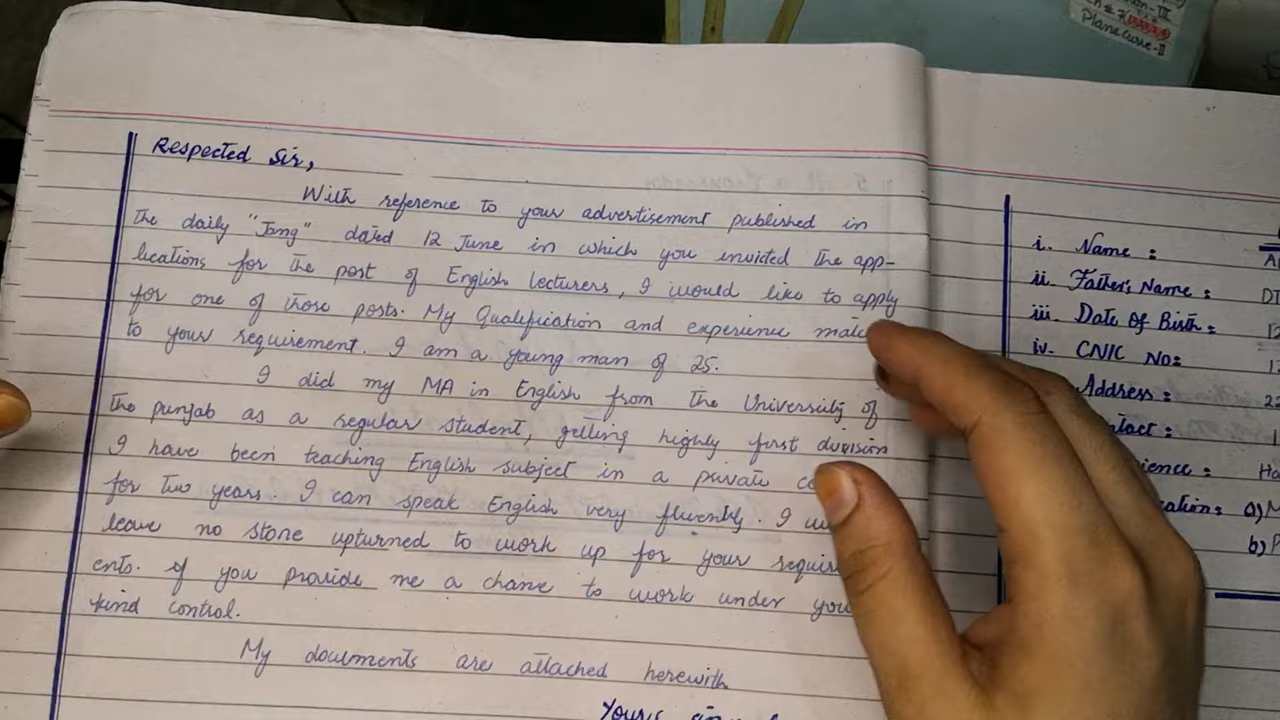 Plane Curve-II
Respected Sir,
With reference to your advertisement published in
the daily "Jang" dated 12 June in which you invited the app-
lications for the post of English lecturers, I would like to apply
for one of those posts. My Qualification and experience
to your requirement. I am a young man of 25.
I did my MA in English from the University of
the punjab as a regular student, getting highly first division
I have been teaching English subject in a private
for two years. I can speak English very fluently. I
leave no stone upturned to work up for your
ents. if you provide me a chance to work under
kind control.
My documents are attached herewith
i. Name :
ii. Father's Name :
iii. Date of Birth :
iv. CNIC No:
Address :